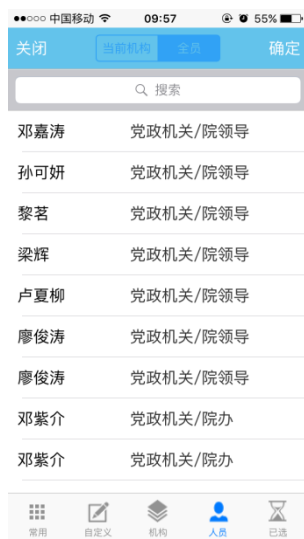 中国移动 09:57 55%
关闭 当前机构 全员 确定
搜索
邓嘉涛 党政机关/院领导
孙可妍 党政机关/院领导
黎茗 党政机关/院领导
梁辉 党政机关/院领导
卢夏柳 党政机关/院领导
廖俊涛 党政机关/院领导
廖俊涛 党政机关/院领导
邓紫介 党政机关/院办
邓紫介 党政机关/院办
常用 自定义 机构 人员 已选